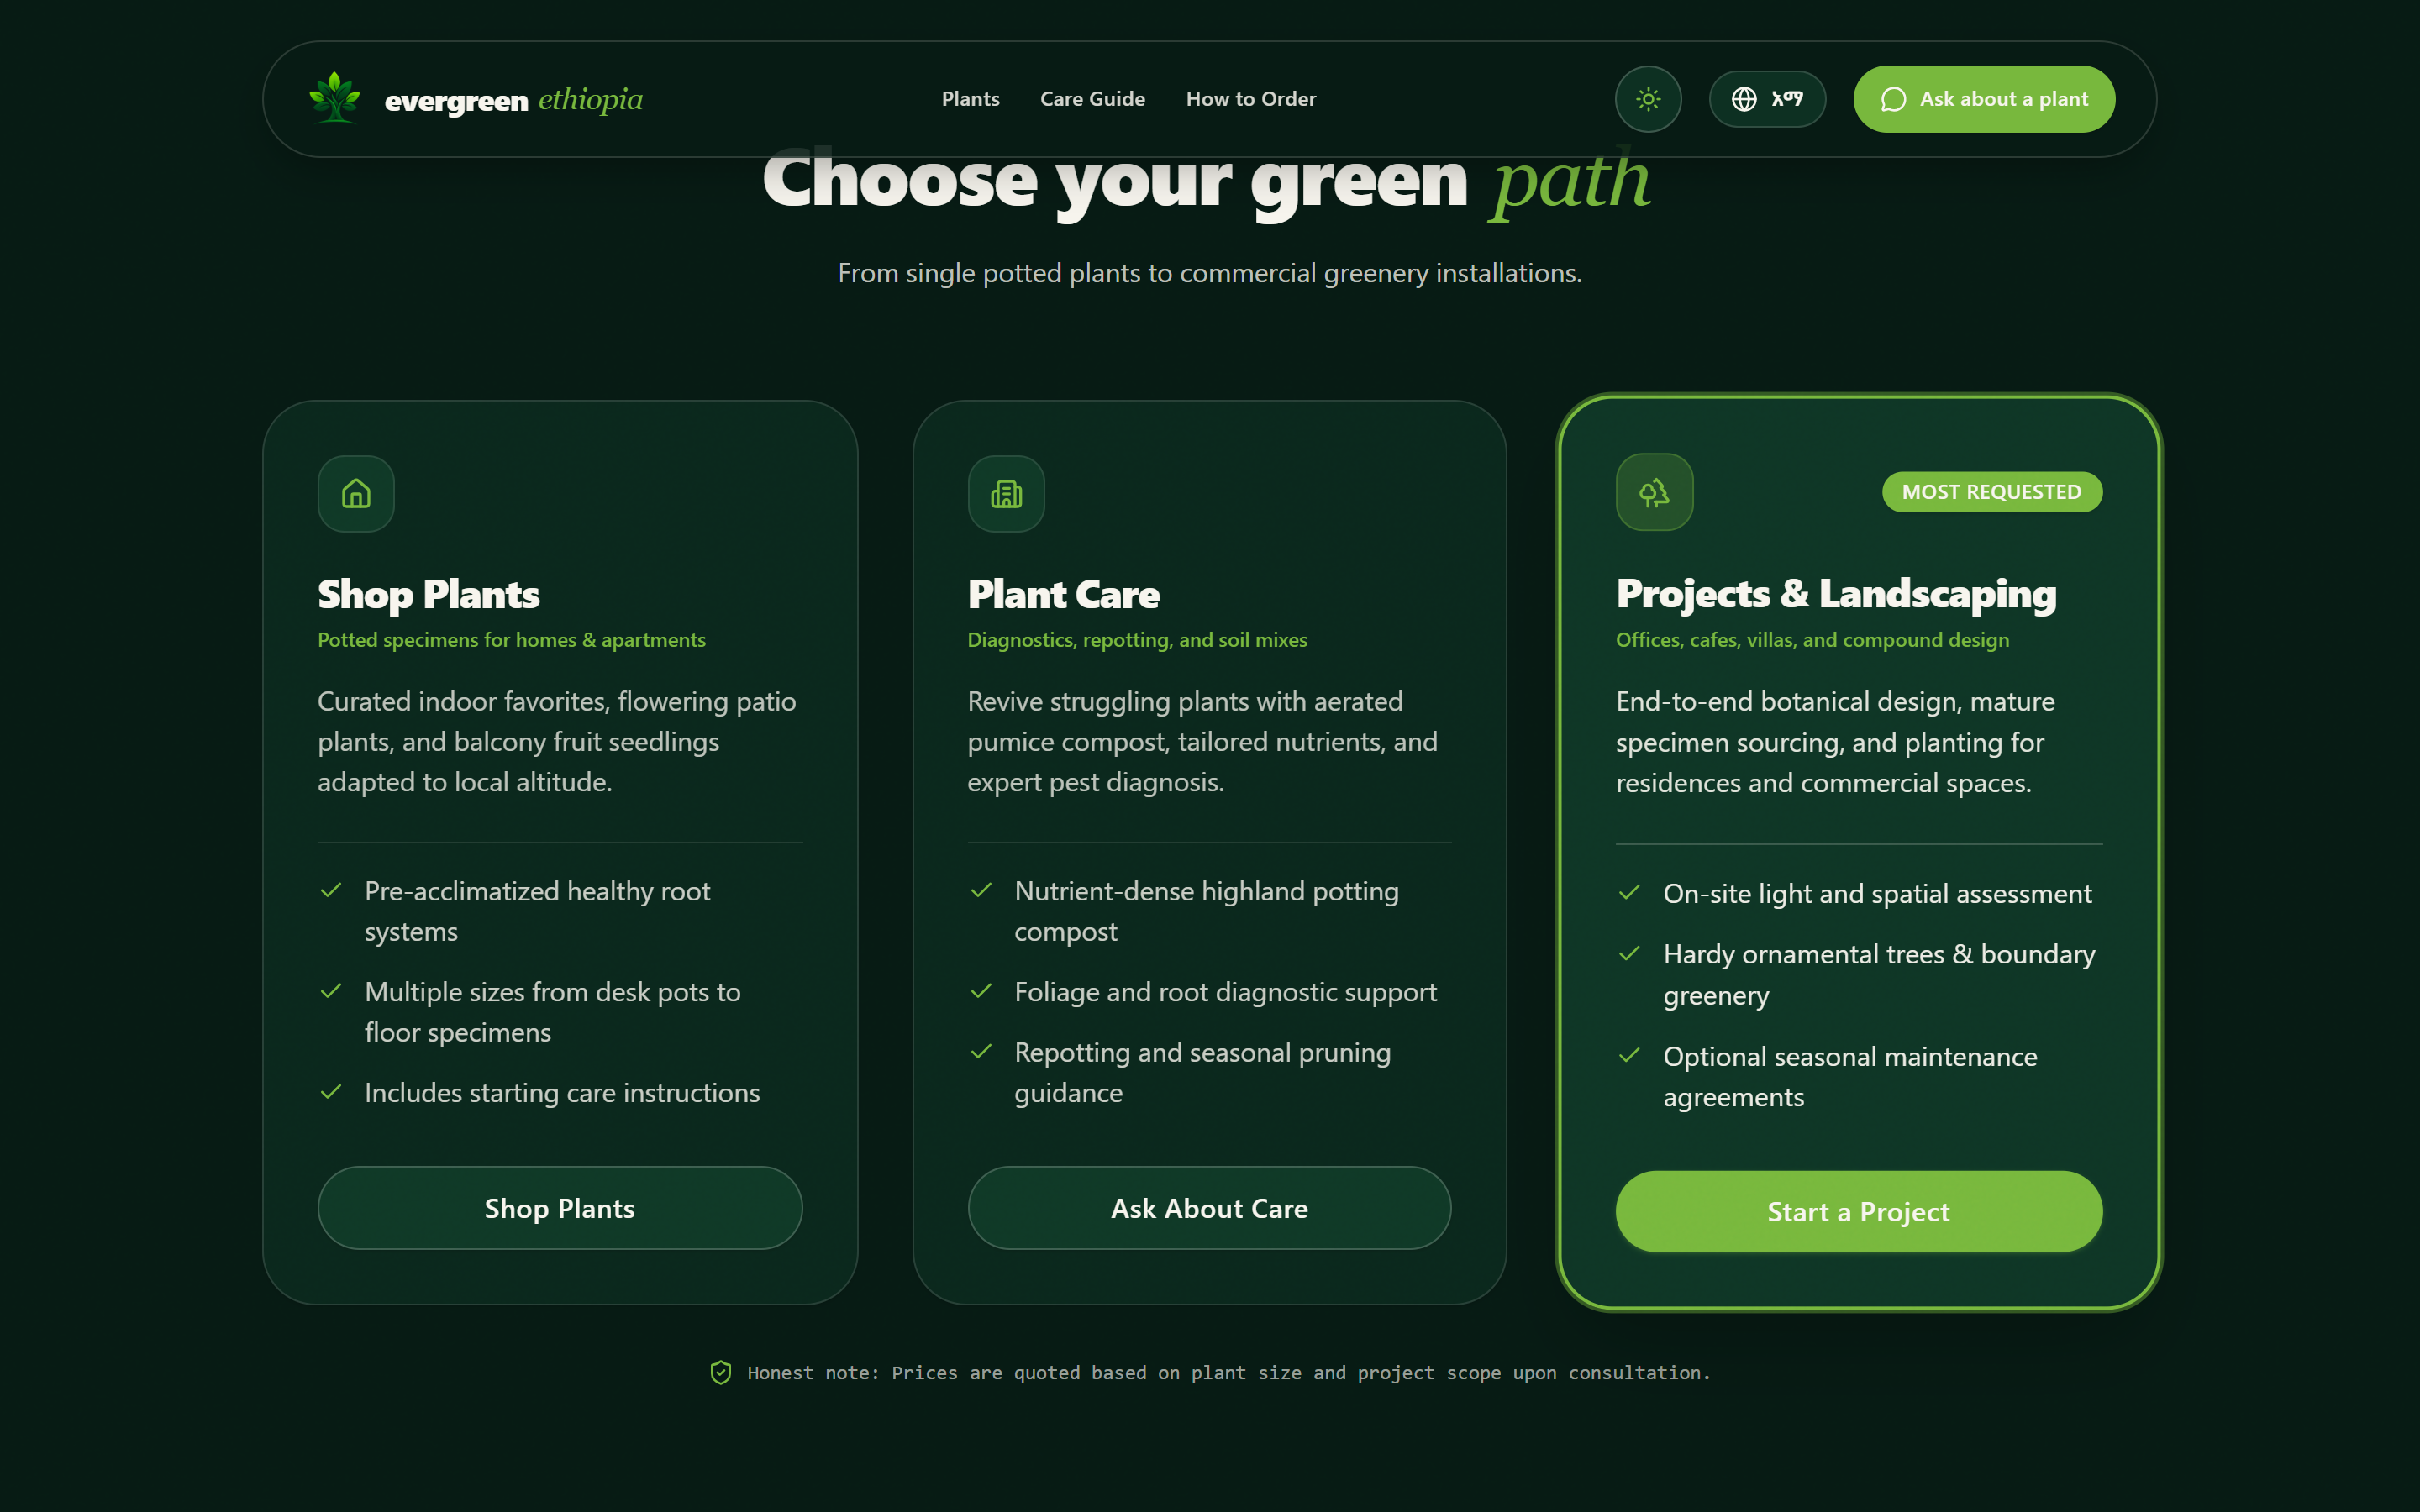 evergreen ethiopia
Plants
Care Guide
How to Order
አማ
Ask about a plant
Choose your green path
From single potted plants to commercial greenery installations.
Shop Plants
Potted specimens for homes & apartments
Curated indoor favorites, flowering patio
plants, and balcony fruit seedlings
adapted to local altitude.
Pre-acclimatized healthy root
systems
Multiple sizes from desk pots to
floor specimens
Includes starting care instructions
Shop Plants
Plant Care
Diagnostics, repotting, and soil mixes
Revive struggling plants with aerated
pumice compost, tailored nutrients, and
expert pest diagnosis.
Nutrient-dense highland potting
compost
Foliage and root diagnostic support
Repotting and seasonal pruning
guidance
Ask About Care
MOST REQUESTED
Projects & Landscaping
Offices, cafes, villas, and compound design
End-to-end botanical design, mature
specimen sourcing, and planting for
residences and commercial spaces.
On-site light and spatial assessment
Hardy ornamental trees & boundary
greenery
Optional seasonal maintenance
agreements
Start a Project
Honest note: Prices are quoted based on plant size and project scope upon consultation.